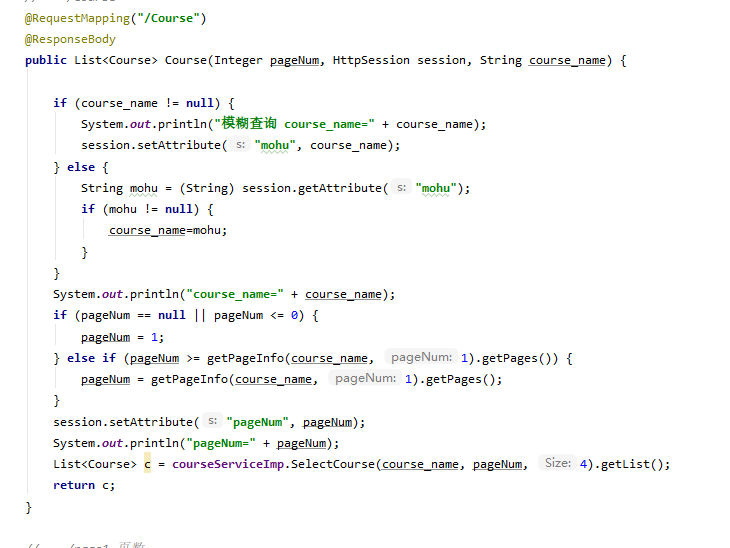 @RequestMapping("/Course")
@ResponseBody
public List<Course> Course(Integer pageNum, HttpSession session, String course_name) {
if (course_name != null) {
System.out.println("模糊查询 course_name=" + course_name);
session.setAttribute( s: "mohu", course_name);
} else {
String mohu = (String) session.getAttribute( s: "mohu");
if (mohu != null) {
course_name=mohu;
}
}
System.out.println("course_name=" + course_name);
if (pageNum == null || pageNum <= 0) {
pageNum = 1;
} else if (pageNum >= getPageInfo(course_name, pageNum: 1).getPages()) {
pageNum = getPageInfo(course_name, pageNum: 1).getPages();
}
session.setAttribute( s: "pageNum", pageNum);
System.out.println("pageNum=" + pageNum);
List<Course> c = courseServiceImp.SelectCourse(course_name, pageNum, Size: 4).getList();
return c;
}